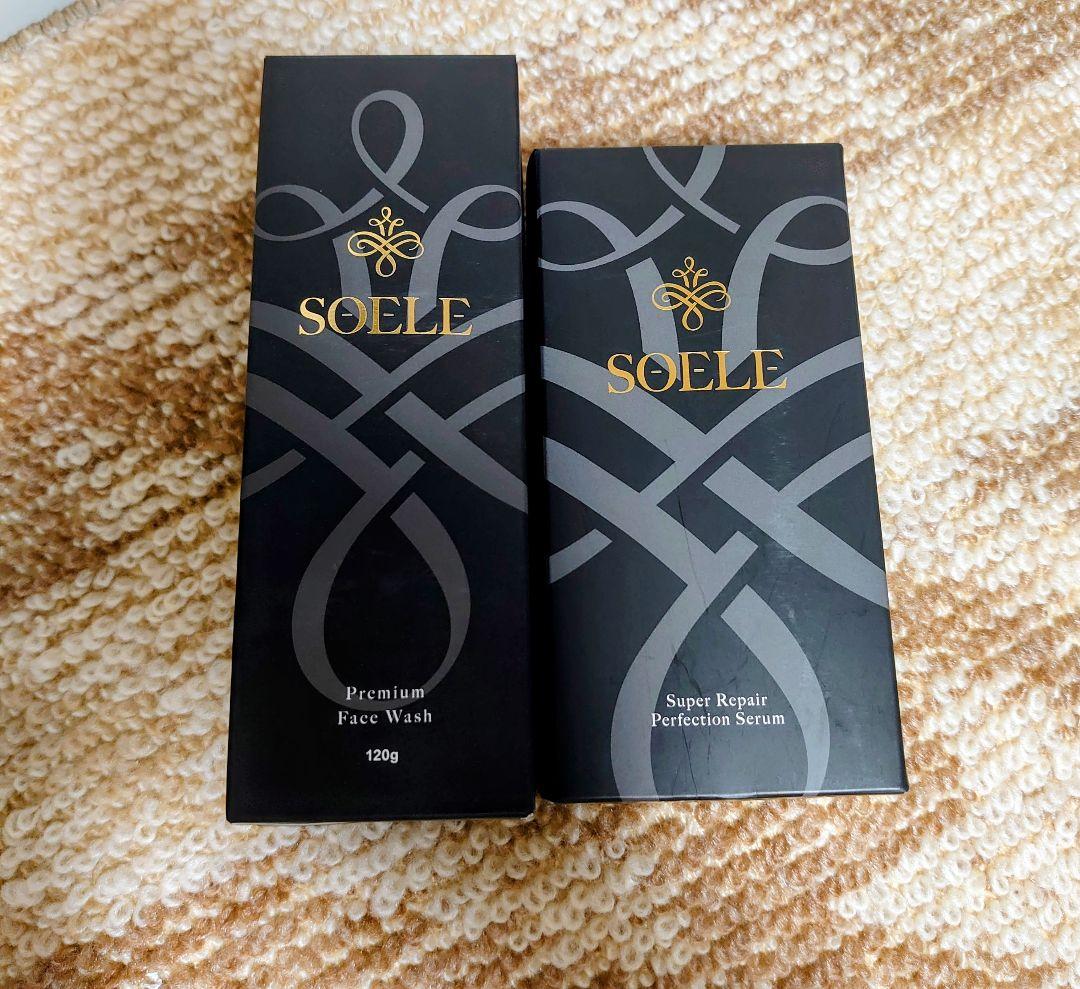 SOELE
Premium
Face Wash
120g
SOELE
Super Repair
Perfection Serum